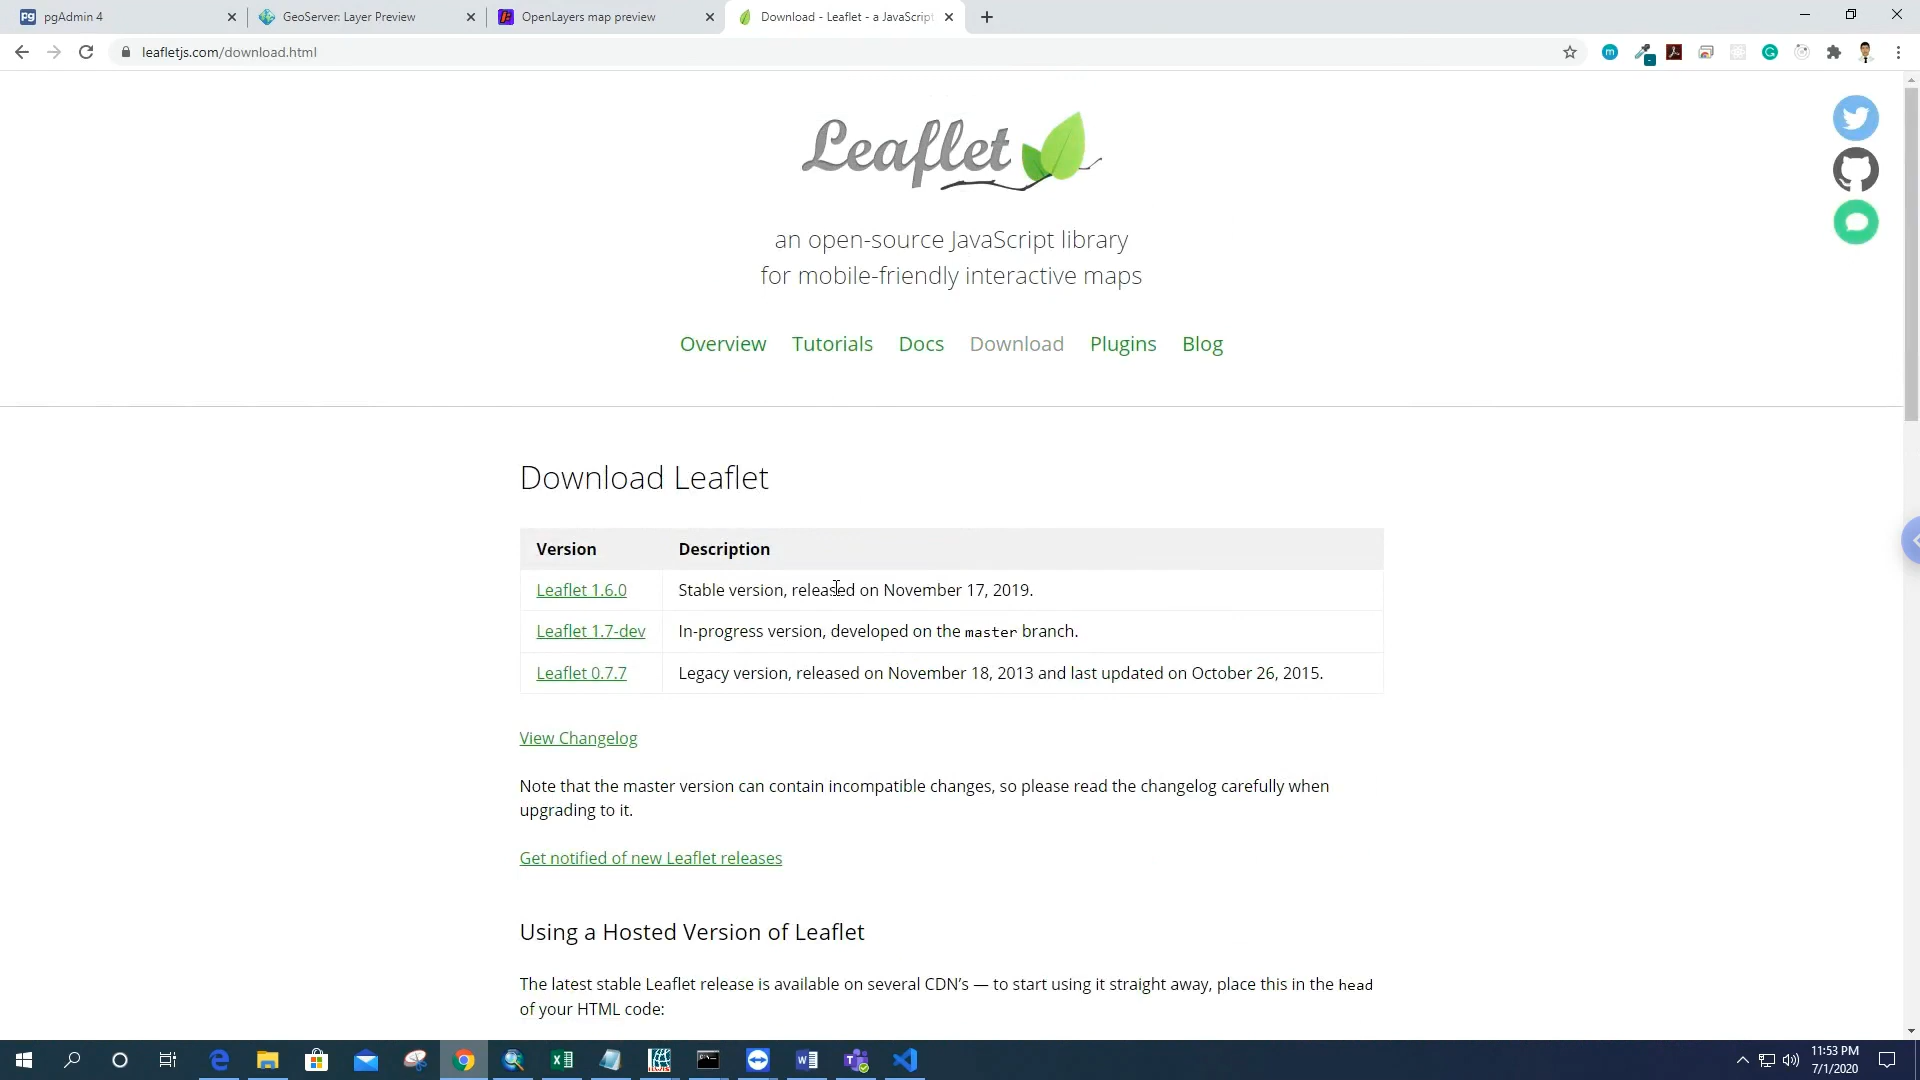 pgAdmin 4
GeoServer: Layer Preview
OpenLayers map preview
Download - Leaflet - a JavaScript
leafletjs.com/download.html
Leaflet
an open-source JavaScript library
for mobile-friendly interactive maps
Overview Tutorials Docs Download Plugins Blog
Download Leaflet
Version Description
Leaflet 1.6.0 Stable version, released on November 17, 2019.
Leaflet 1.7-dev In-progress version, developed on the master branch.
Leaflet 0.7.7 Legacy version, released on November 18, 2013 and last updated on October 26, 2015.
View Changelog
Note that the master version can contain incompatible changes, so please read the changelog carefully when
upgrading to it.
Get notified of new Leaflet releases
Using a Hosted Version of Leaflet
The latest stable Leaflet release is available on several CDN’s — to start using it straight away, place this in the head
of your HTML code:
11:53 PM
7/1/2020